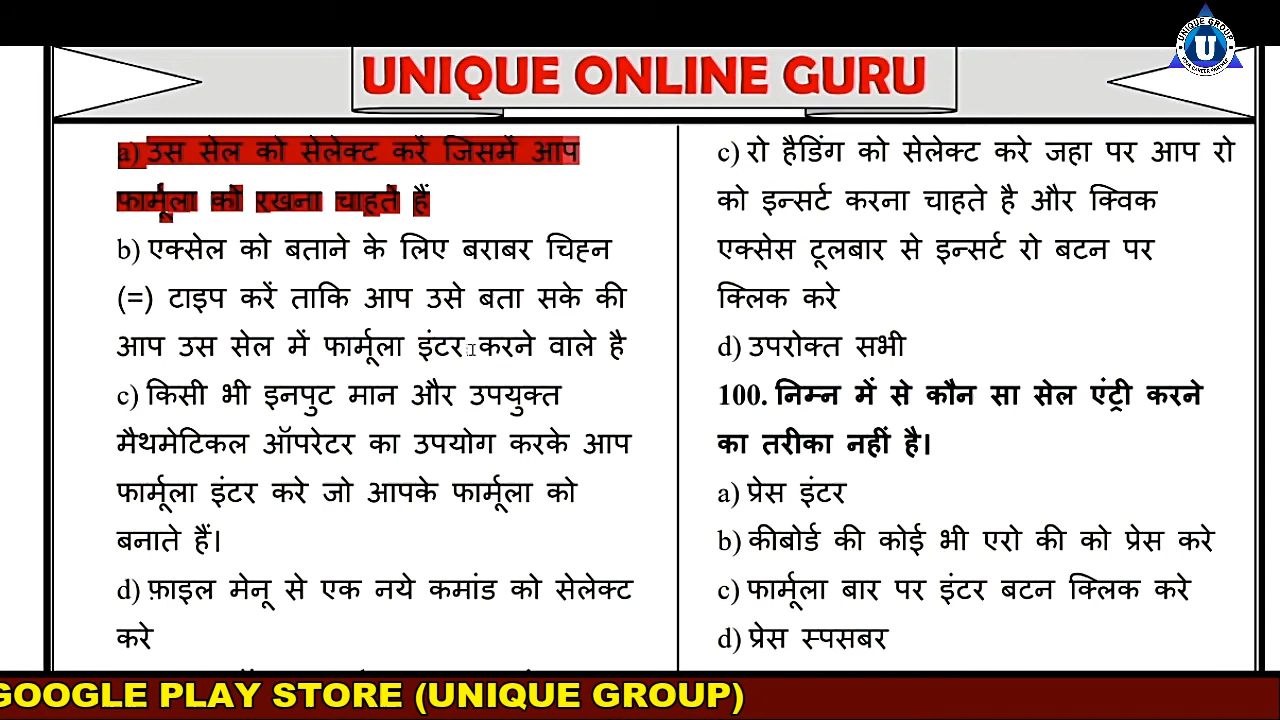 UNIQUE GROUP
U
UNIQUE ONLINE GURU
a) उस सेल को सेलेक्ट करें जिसमें आप
फार्मूला को रखना चाहते हैं
b) एक्सेल को बताने के लिए बराबर चिह्न
(=) टाइप करें ताकि आप उसे बता सके की
आप उस सेल में फार्मूला इंटर करने वाले है
c) किसी भी इनपुट मान और उपयुक्त
मैथमेटिकल ऑपरेटर का उपयोग करके आप
फार्मूला इंटर करे जो आपके फार्मूला को
बनाते हैं।
d) फ़ाइल मेनू से एक नये कमांड को सेलेक्ट
करे
c) रो हैडिंग को सेलेक्ट करे जहा पर आप रो
को इन्सर्ट करना चाहते है और क्विक
एक्सेस टूलबार से इन्सर्ट रो बटन पर
क्लिक करे
d) उपरोक्त सभी
100. निम्न में से कौन सा सेल एंट्री करने
का तरीका नहीं है।
a) प्रेस इंटर
b) कीबोर्ड की कोई भी एरो की को प्रेस करे
c) फार्मूला बार पर इंटर बटन क्लिक करे
d) प्रेस स्पसबर
GOOGLE PLAY STORE (UNIQUE GROUP)